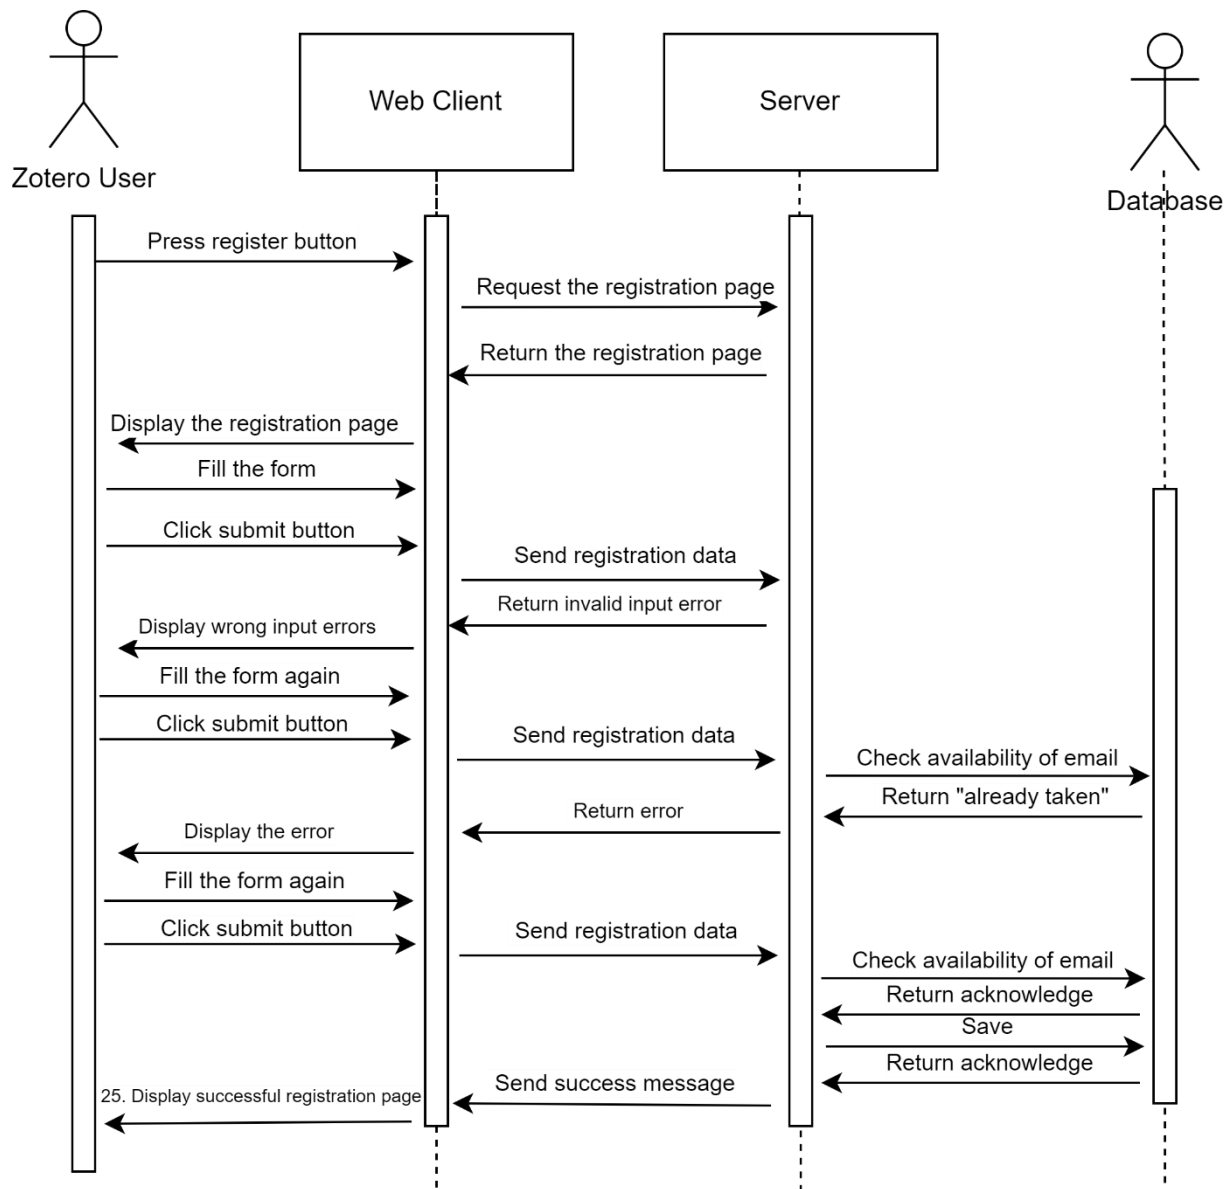 Web Client
Server
Zotero User
Database
Press register button
Request the registration page
Return the registration page
Display the registration page
Fill the form
Click submit button
Send registration data
Return invalid input error
Display wrong input errors
Fill the form again
Click submit button
Send registration data
Check availability of email
Return "already taken"
Return error
Display the error
Fill the form again
Click submit button
Send registration data
Check availability of email
Return acknowledge
Save
Return acknowledge
Send success message
25. Display successful registration page